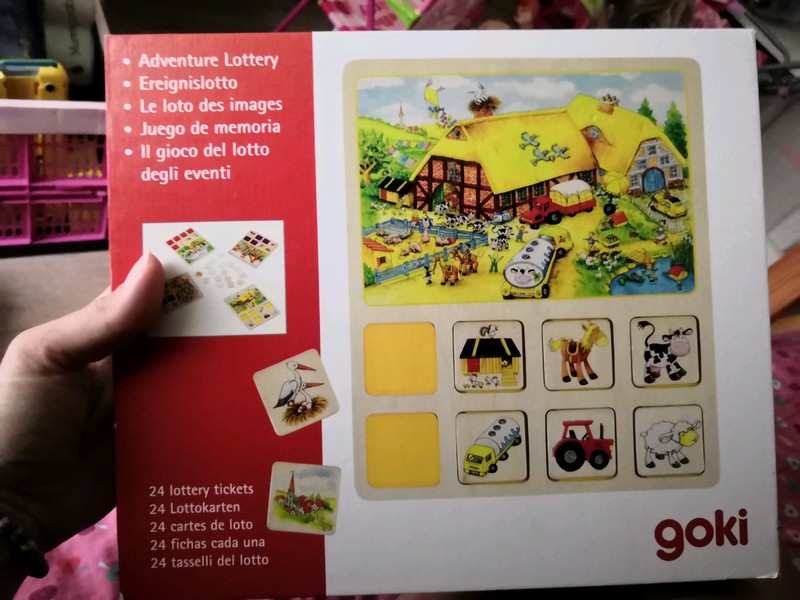 • Adventure Lottery
• Ereignislotto
• Le loto des images
• Juego de memoria
• Il gioco del lotto
degli eventi
24 lottery tickets
24 Lottokarten
24 cartes de loto
24 fichas cada una
24 tasselli del lotto
goki